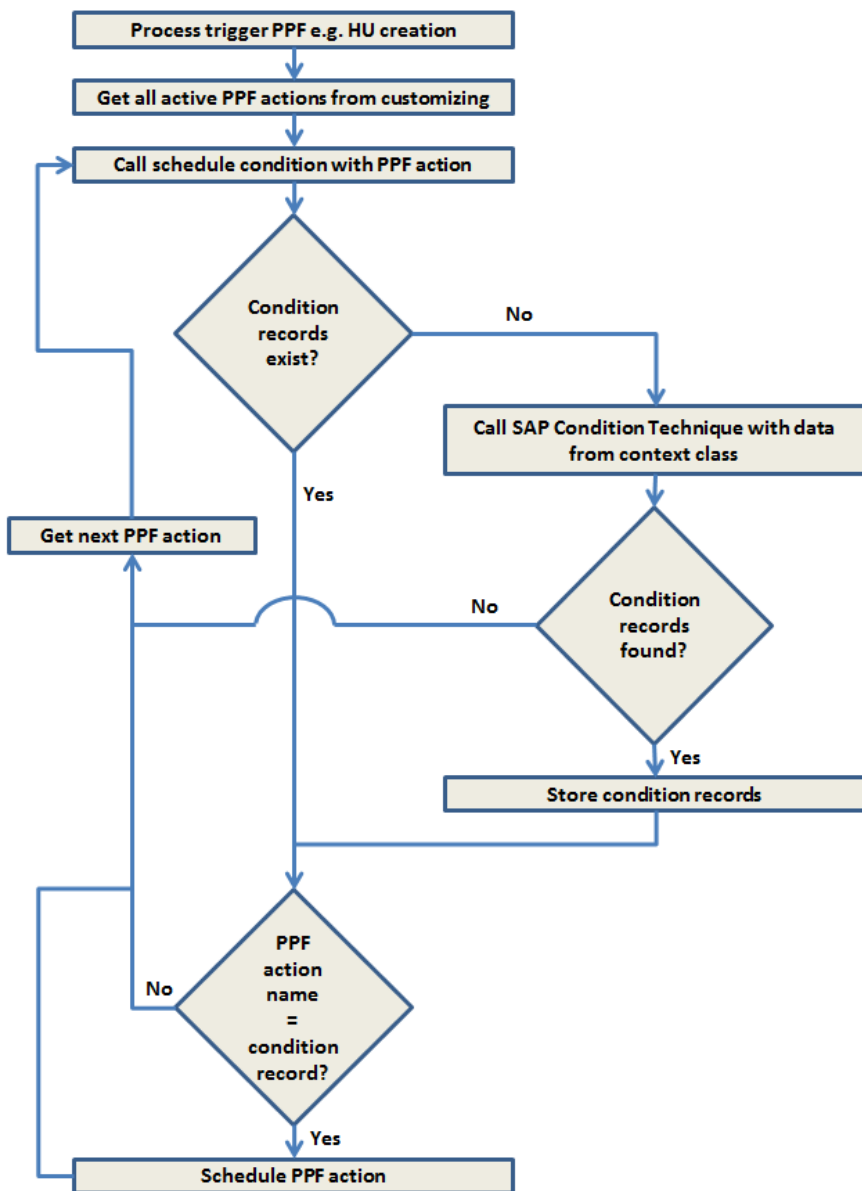 Process trigger PPF e.g. HU creation
Get all active PPF actions from customizing
Call schedule condition with PPF action
Condition
records
exist?
No
Call SAP Condition Technique with data
from context class
Yes
Get next PPF action
No
Condition
records
found?
Yes
Store condition records
PPF
action
name
=
condition
record?
No
Yes
Schedule PPF action